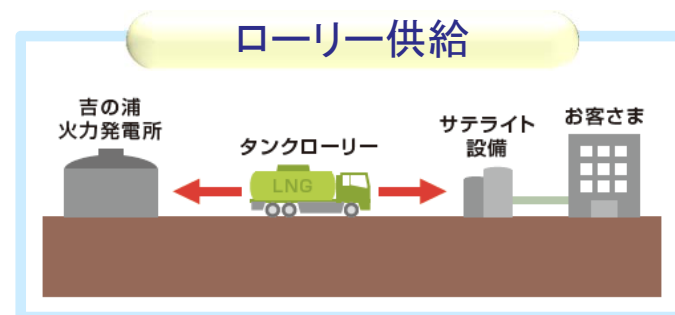 ローリー供給
吉の浦
火力発電所
タンクローリー
サテライト
設備
お客さま
LNG